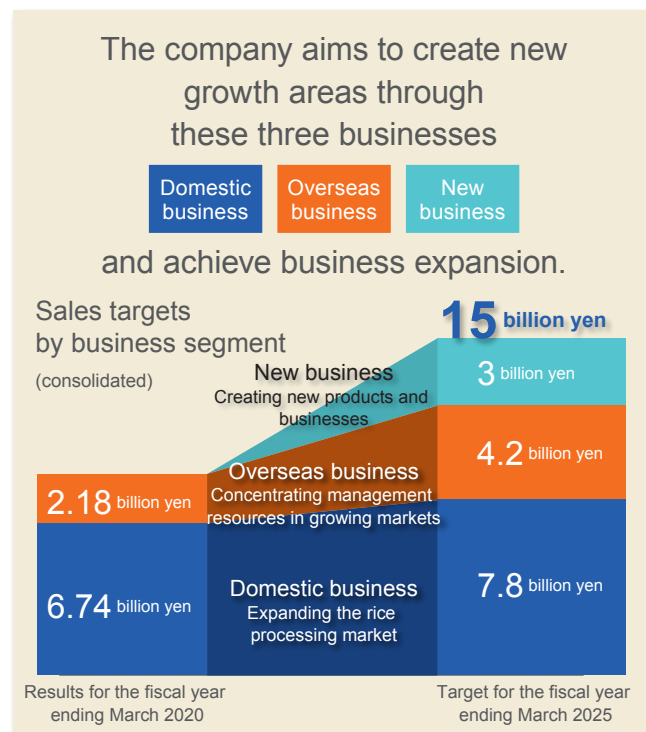 The company aims to create new
growth areas through
these three businesses
Domestic
business
Overseas
business
New
business
and achieve business expansion.
Sales targets
by business segment
(consolidated)
15 billion yen
New business
Creating new products and
businesses
3 billion yen
4.2 billion yen
2.18 billion yen
Overseas business
Concentrating management
resources in growing markets
6.74 billion yen
Domestic business
Expanding the rice
processing market
7.8 billion yen
Results for the fiscal year
ending March 2020
Target for the fiscal year
ending March 2025